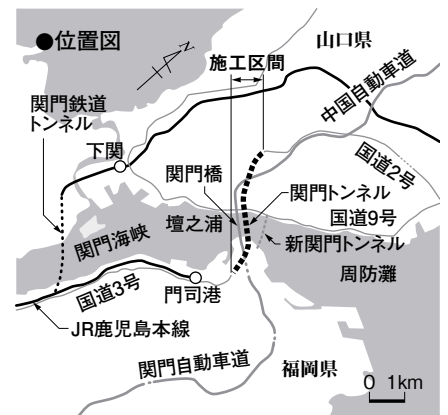 ●位置図
山口県
施工区間
中国自動車道
関門鉄道
トンネル
下関
国道2号
関門橋
関門トンネル
国道9号
壇之浦
関門海峡
新関門トンネル
周防灘
国道3号
門司港
JR鹿児島本線
関門自動車道
福岡県
0 1km